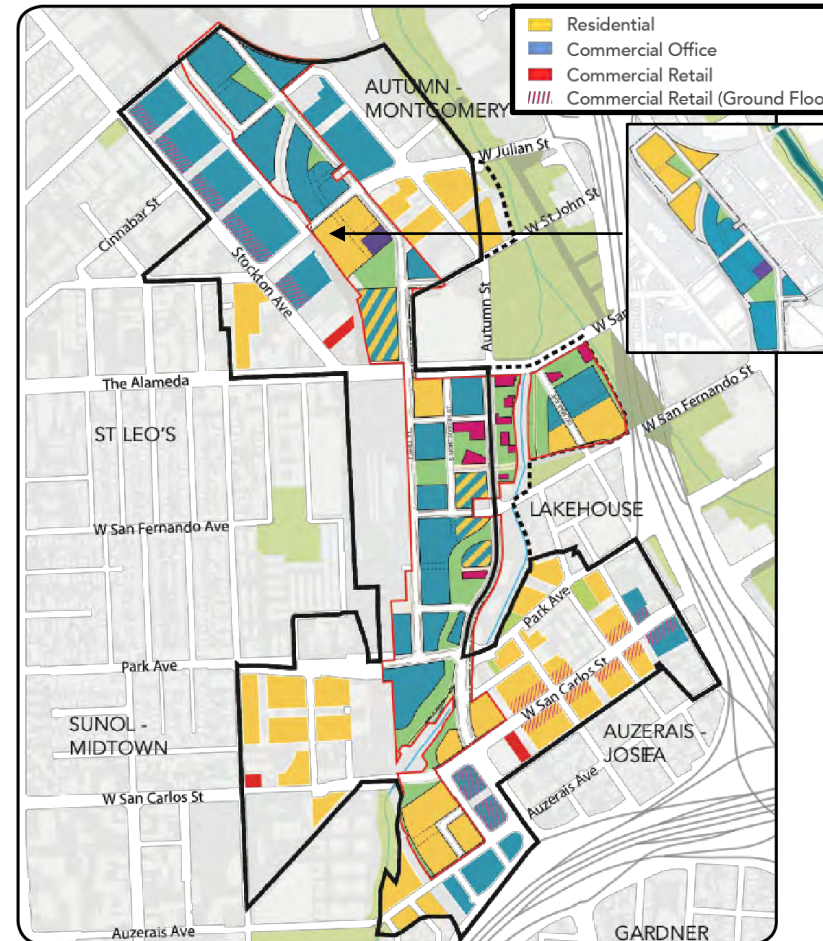 Residential
Commercial Office
Commercial Retail
Commercial Retail (Ground Floo
AUTUMN -
MONTGOMERY
W Julian St
W St John St
Cinnabar St
Stockton Ave
Autumn St
W San
The Alameda
W San Fernando St
ST LEO'S
W San Fernando Ave
LAKEHOUSE
Park Ave
Park Ave
W San Carlos St
SUNOL -
MIDTOWN
AUZERAIS -
JOSEFA
W San Carlos St
Auzerais Ave
Auzerais Ave
GARDNER